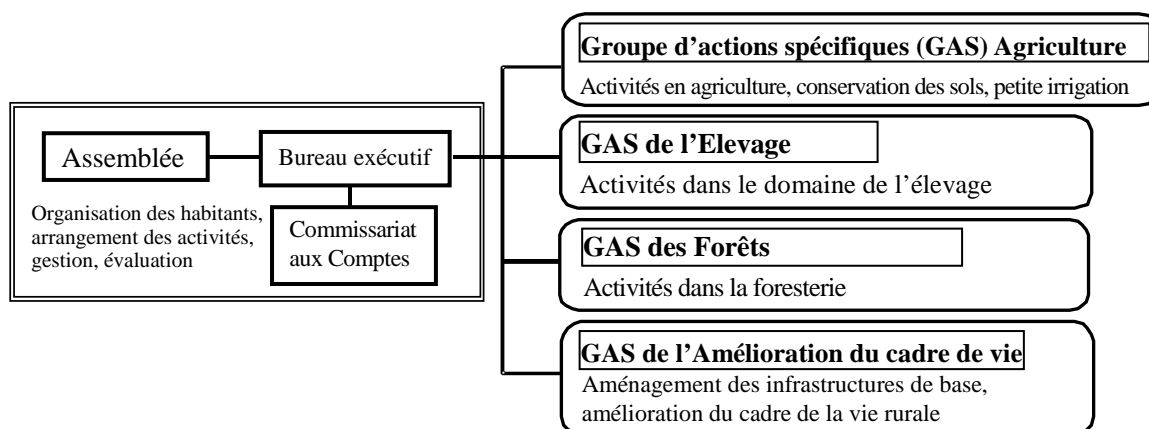 Assemblée
Bureau exécutif
Organisation des habitants,
arrangement des activités,
gestion, évaluation
Commissariat
aux Comptes
Groupe d’actions spécifiques (GAS) Agriculture
Activités en agriculture, conservation des sols, petite irrigation
GAS de l’Elevage
Activités dans le domaine de l’élevage
GAS des Forêts
Activités dans la foresterie
GAS de l’Amélioration du cadre de vie
Aménagement des infrastructures de base,
amélioration du cadre de la vie rurale